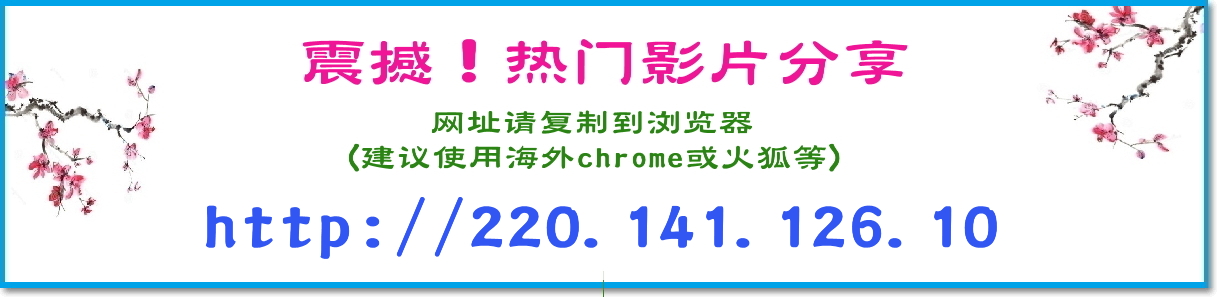 震撼！热门影片分享
网址请复制到浏览器
(建议使用海外chrome或火狐等)
http://220.141.126.10